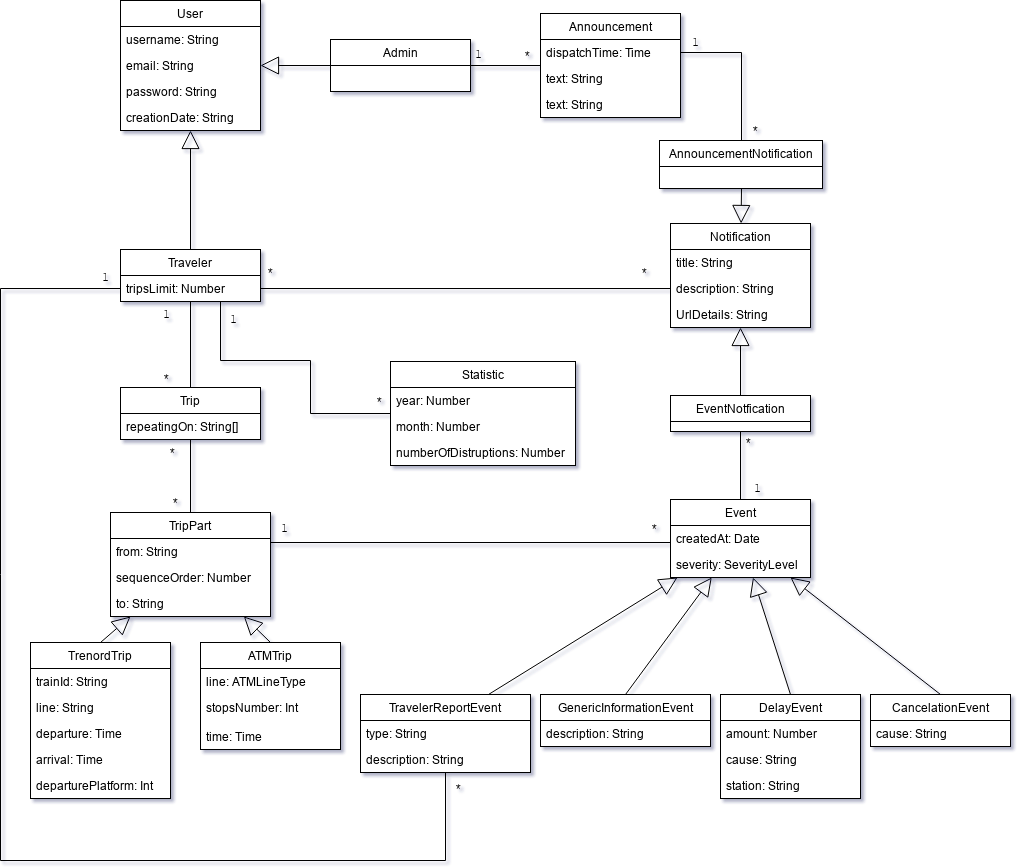 User
username: String
email: String
password: String
creationDate: String
Admin
1
*
Announcement
dispatchTime: Time
text: String
text: String
1
*
AnnouncementNotification
Notification
title: String
description: String
UrlDetails: String
1
Traveler
tripsLimit: Number
*
*
1
1
*
Trip
repeatingOn: String[]
*
Statistic
year: Number
month: Number
numberOfDistruptions: Number
EventNotfication
*
1
*
*
TripPart
from: String
sequenceOrder: Number
to: String
1
*
Event
createdAt: Date
severity: SeverityLevel
TrenordTrip
trainId: String
line: String
departure: Time
arrival: Time
departurePlatform: Int
ATMTrip
line: ATMLineType
stopsNumber: Int
time: Time
TravelerReportEvent
type: String
description: String
*
GenericInformationEvent
description: String
DelayEvent
amount: Number
cause: String
station: String
CancelationEvent
cause: String